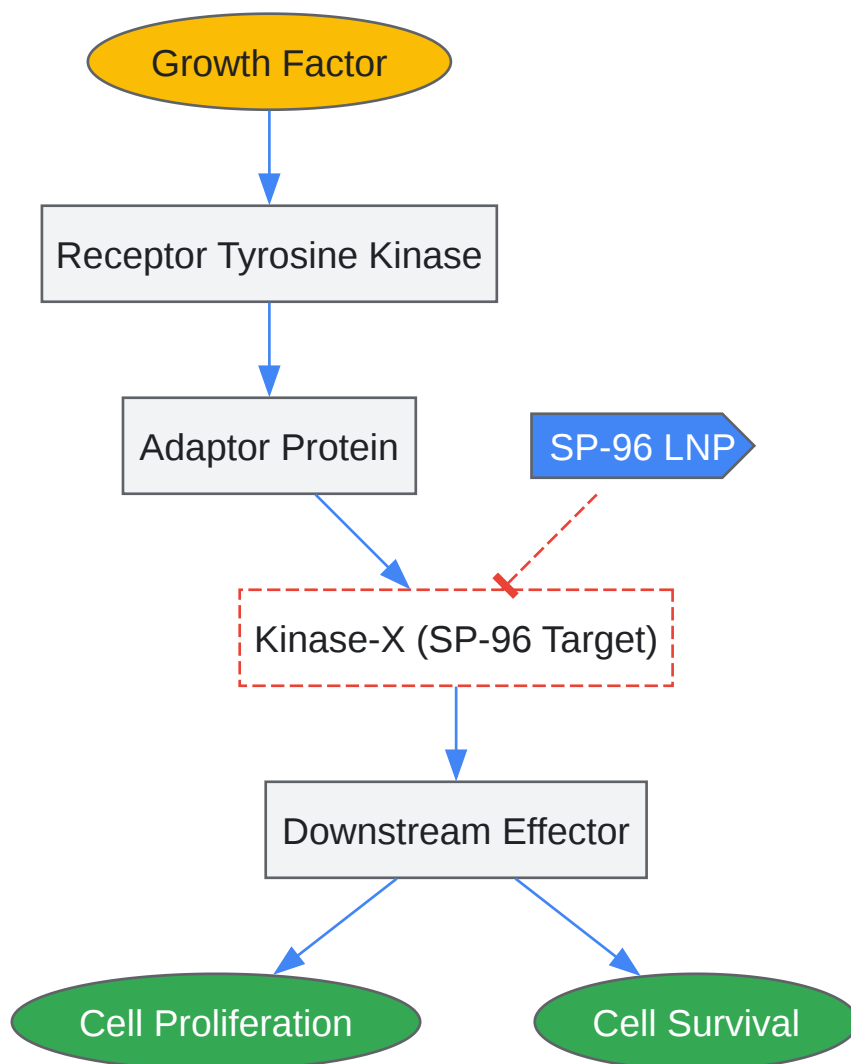 Growth Factor
Receptor Tyrosine Kinase
Adaptor Protein
SP-96 LNP
Kinase-X (SP-96 Target)
Downstream Effector
Cell Proliferation
Cell Survival